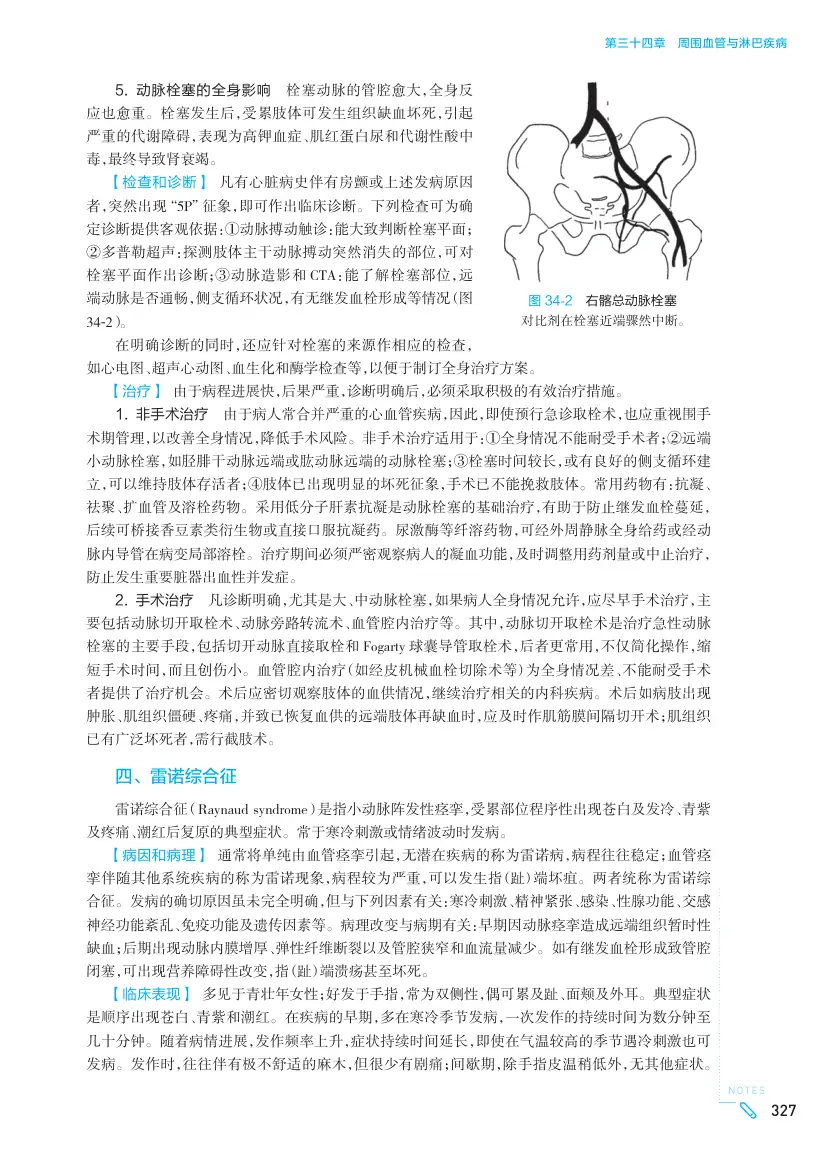 第三十四章 周围血管与淋巴疾病
5. 动脉栓塞的全身影响 栓塞动脉的管腔愈大,全身反
应也愈重。栓塞发生后,受累肢体可发生组织缺血坏死,引起
严重的代谢障碍,表现为高钾血症、肌红蛋白尿和代谢性酸中
毒,最终导致肾衰竭。
【检查和诊断】 凡有心脏病史伴有房颤或上述发病原因
者,突然出现 “5P” 征象,即可作出临床诊断。下列检查可为确
定诊断提供客观依据:①动脉搏动触诊:能大致判断栓塞平面;
②多普勒超声:探测肢体主干动脉搏动突然消失的部位,可对
栓塞平面作出诊断;③动脉造影和 CTA:能了解栓塞部位,远
端动脉是否通畅,侧支循环状况,有无继发血栓形成等情况(图
34-2)。
图 34-2 右髂总动脉栓塞
对比剂在栓塞近端骤然中断。
在明确诊断的同时,还应针对栓塞的来源作相应的检查,
如心电图、超声心动图、血生化和酶学检查等,以便于制订全身治疗方案。
【治疗】 由于病程进展快,后果严重,诊断明确后,必须采取积极的有效治疗措施。
1. 非手术治疗 由于病人常合并严重的心血管疾病,因此,即使预行急诊取栓术,也应重视围手
术期管理,以改善全身情况,降低手术风险。非手术治疗适用于:①全身情况不能耐受手术者;②远端
小动脉栓塞,如胫腓干动脉远端或肱动脉远端的动脉栓塞;③栓塞时间较长,或有良好的侧支循环建
立,可以维持肢体存活者;④肢体已出现明显的坏死征象,手术已不能挽救肢体。常用药物有:抗凝、
祛聚、扩血管及溶栓药物。采用低分子肝素抗凝是动脉栓塞的基础治疗,有助于防止继发血栓蔓延,
后续可桥接香豆素类衍生物或直接口服抗凝药。尿激酶等纤溶药物,可经外周静脉全身给药或经动
脉内导管在病变局部溶栓。治疗期间必须严密观察病人的凝血功能,及时调整用药剂量或中止治疗,
防止发生重要脏器出血性并发症。
2. 手术治疗 凡诊断明确,尤其是大、中动脉栓塞,如果病人全身情况允许,应尽早手术治疗,主
要包括动脉切开取栓术、动脉旁路转流术、血管腔内治疗等。其中,动脉切开取栓术是治疗急性动脉
栓塞的主要手段,包括切开动脉直接取栓和 Fogarty 球囊导管取栓术,后者更常用,不仅简化操作,缩
短手术时间,而且创伤小。血管腔内治疗(如经皮机械血栓切除术等)为全身情况差、不能耐受手术
者提供了治疗机会。术后应密切观察肢体的血供情况,继续治疗相关的内科疾病。术后如病肢出现
肿胀、肌组织僵硬、疼痛,并致已恢复血供的远端肢体再缺血时,应及时作肌筋膜间隔切开术;肌组织
已有广泛坏死者,需行截肢术。
四、雷诺综合征
雷诺综合征(Raynaud syndrome)是指小动脉阵发性痉挛,受累部位程序性出现苍白及发冷、青紫
及疼痛、潮红后复原的典型症状。常于寒冷刺激或情绪波动时发病。
【病因和病理】 通常将单纯由血管痉挛引起,无潜在疾病的称为雷诺病,病程往往稳定;血管痉
挛伴随其他系统疾病的称为雷诺现象,病程较为严重,可以发生指(趾)端坏疽。两者统称为雷诺综
合征。发病的确切原因虽未完全明确,但与下列因素有关:寒冷刺激、精神紧张、感染、性腺功能、交感
神经功能紊乱、免疫功能及遗传因素等。病理改变与病期有关:早期因动脉痉挛造成远端组织暂时性
缺血;后期出现动脉内膜增厚、弹性纤维断裂以及管腔狭窄和血流量减少。如有继发血栓形成致管腔
闭塞,可出现营养障碍性改变,指(趾)端溃疡甚至坏死。
【临床表现】 多见于青壮年女性;好发于手指,常为双侧性,偶可累及趾、面颊及外耳。典型症状
是顺序出现苍白、青紫和潮红。在疾病的早期,多在寒冷季节发病,一次发作的持续时间为数分钟至
几十分钟。随着病情进展,发作频率上升,症状持续时间延长,即使在气温较高的季节遇冷刺激也可
发病。发作时,往往伴有极不舒适的麻木,但很少有剧痛;间歇期,除手指皮温稍低外,无其他症状。
NOTES
327